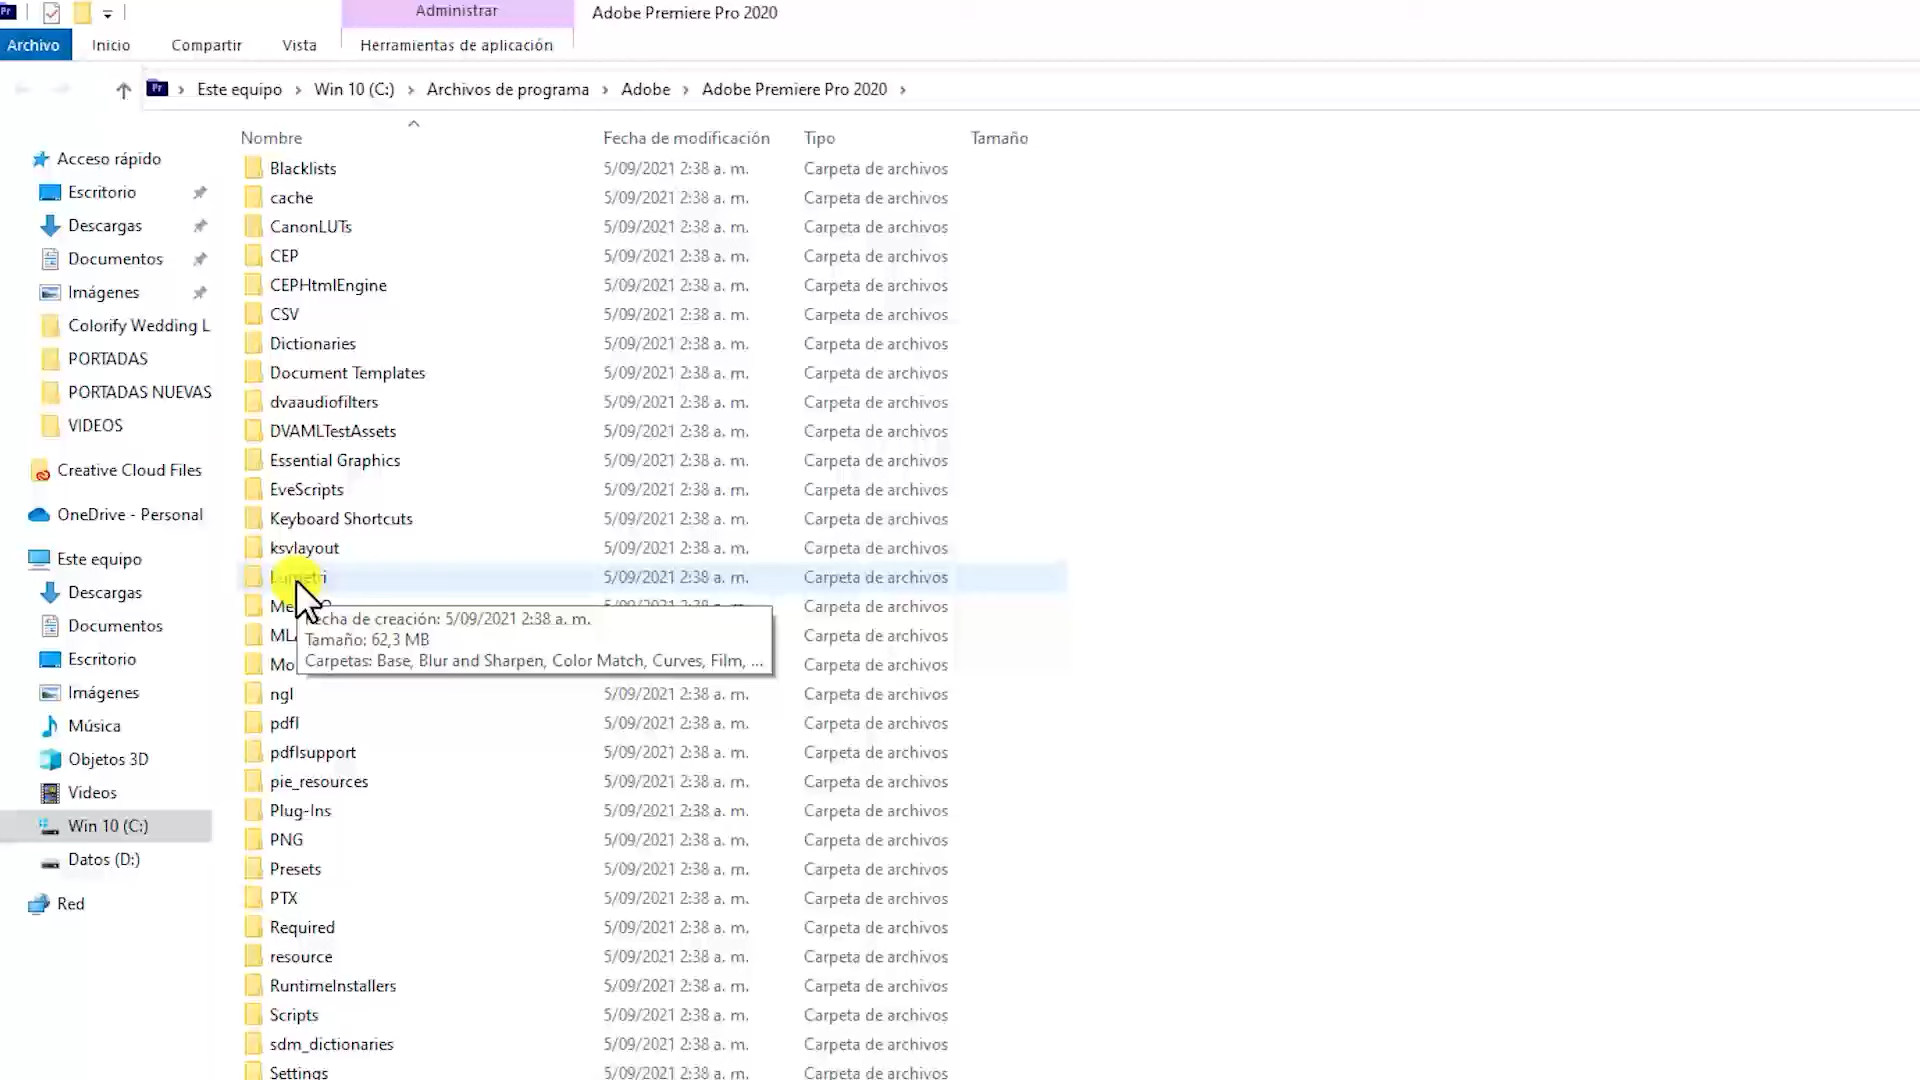 Pr
Administrar
Adobe Premiere Pro 2020
Archivo
Inicio
Compartir
Vista
Herramientas de aplicación
Pr › Este equipo › Win 10 (C:) › Archivos de programa › Adobe › Adobe Premiere Pro 2020 ›
Acceso rápido
Escritorio
Descargas
Documentos
Imágenes
Colorify Wedding L
PORTADAS
PORTADAS NUEVAS
VIDEOS
Creative Cloud Files
OneDrive - Personal
Este equipo
Descargas
Documentos
Escritorio
Imágenes
Música
Objetos 3D
Videos
Win 10 (C:)
Datos (D:)
Red
Nombre Fecha de modificación Tipo Tamaño
Blacklists 5/09/2021 2:38 a. m. Carpeta de archivos
cache 5/09/2021 2:38 a. m. Carpeta de archivos
CanonLUTs 5/09/2021 2:38 a. m. Carpeta de archivos
CEP 5/09/2021 2:38 a. m. Carpeta de archivos
CEPHtmlEngine 5/09/2021 2:38 a. m. Carpeta de archivos
CSV 5/09/2021 2:38 a. m. Carpeta de archivos
Dictionaries 5/09/2021 2:38 a. m. Carpeta de archivos
Document Templates 5/09/2021 2:38 a. m. Carpeta de archivos
dvaaudiofilters 5/09/2021 2:38 a. m. Carpeta de archivos
DVAMLTestAssets 5/09/2021 2:38 a. m. Carpeta de archivos
Essential Graphics 5/09/2021 2:38 a. m. Carpeta de archivos
EveScripts 5/09/2021 2:38 a. m. Carpeta de archivos
Keyboard Shortcuts 5/09/2021 2:38 a. m. Carpeta de archivos
ksvlayout 5/09/2021 2:38 a. m. Carpeta de archivos
Lumetri 5/09/2021 2:38 a. m. Carpeta de archivos
5/09/2021 2:38 a. m. Carpeta de archivos
Carpeta de archivos
Carpeta de archivos
Fecha de creación: 5/09/2021 2:38 a. m.
Tamaño: 62,3 MB
Carpetas: Base, Blur and Sharpen, Color Match, Curves, Film, ...
ngl 5/09/2021 2:38 a. m. Carpeta de archivos
pdfl 5/09/2021 2:38 a. m. Carpeta de archivos
pdflsupport 5/09/2021 2:38 a. m. Carpeta de archivos
pie_resources 5/09/2021 2:38 a. m. Carpeta de archivos
Plug-Ins 5/09/2021 2:38 a. m. Carpeta de archivos
PNG 5/09/2021 2:38 a. m. Carpeta de archivos
Presets 5/09/2021 2:38 a. m. Carpeta de archivos
PTX 5/09/2021 2:38 a. m. Carpeta de archivos
Required 5/09/2021 2:38 a. m. Carpeta de archivos
resource 5/09/2021 2:38 a. m. Carpeta de archivos
RuntimeInstallers 5/09/2021 2:38 a. m. Carpeta de archivos
Scripts 5/09/2021 2:38 a. m. Carpeta de archivos
sdm_dictionaries 5/09/2021 2:38 a. m. Carpeta de archivos
Settings 5/09/2021 2:38 a. m. Carpeta de archivos